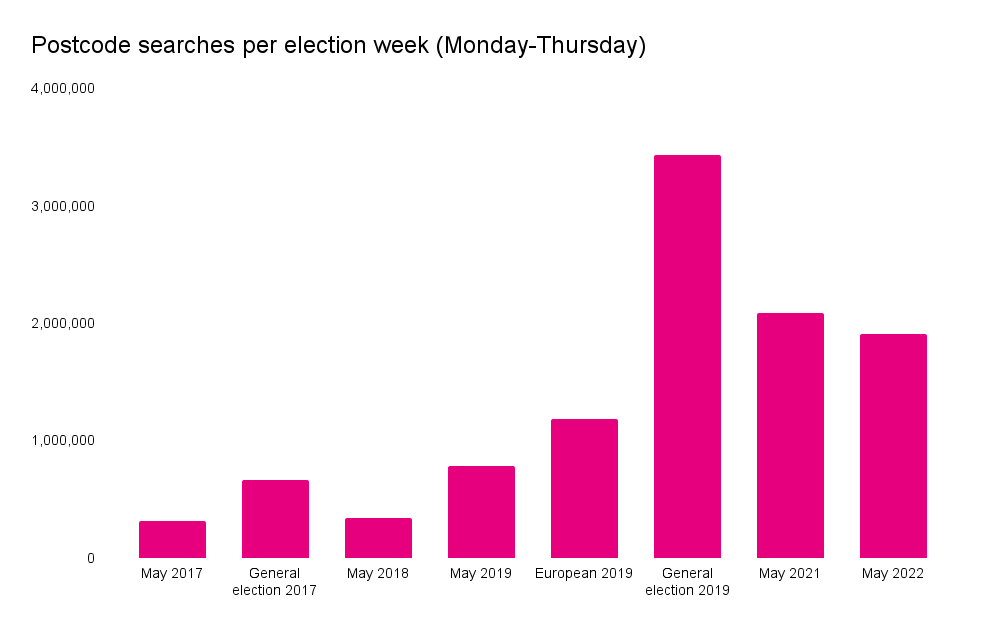 Postcode searches per election week (Monday-Thursday)
4,000,000
3,000,000
2,000,000
1,000,000
0
May 2017
General
election 2017
May 2018
May 2019
European 2019
General
election 2019
May 2021
May 2022